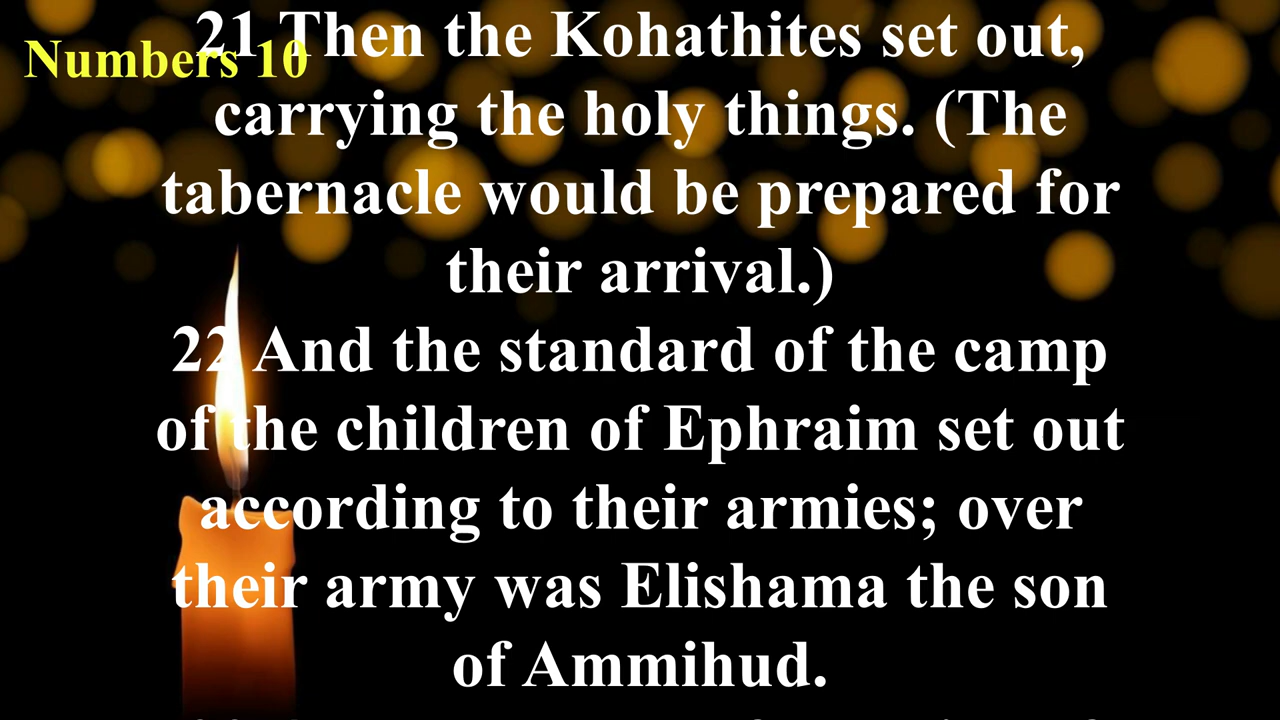 Numbers 10
21 Then the Kohathites set out,
carrying the holy things. (The
tabernacle would be prepared for
their arrival.)
22 And the standard of the camp
of the children of Ephraim set out
according to their armies; over
their army was Elishama the son
of Ammihud.